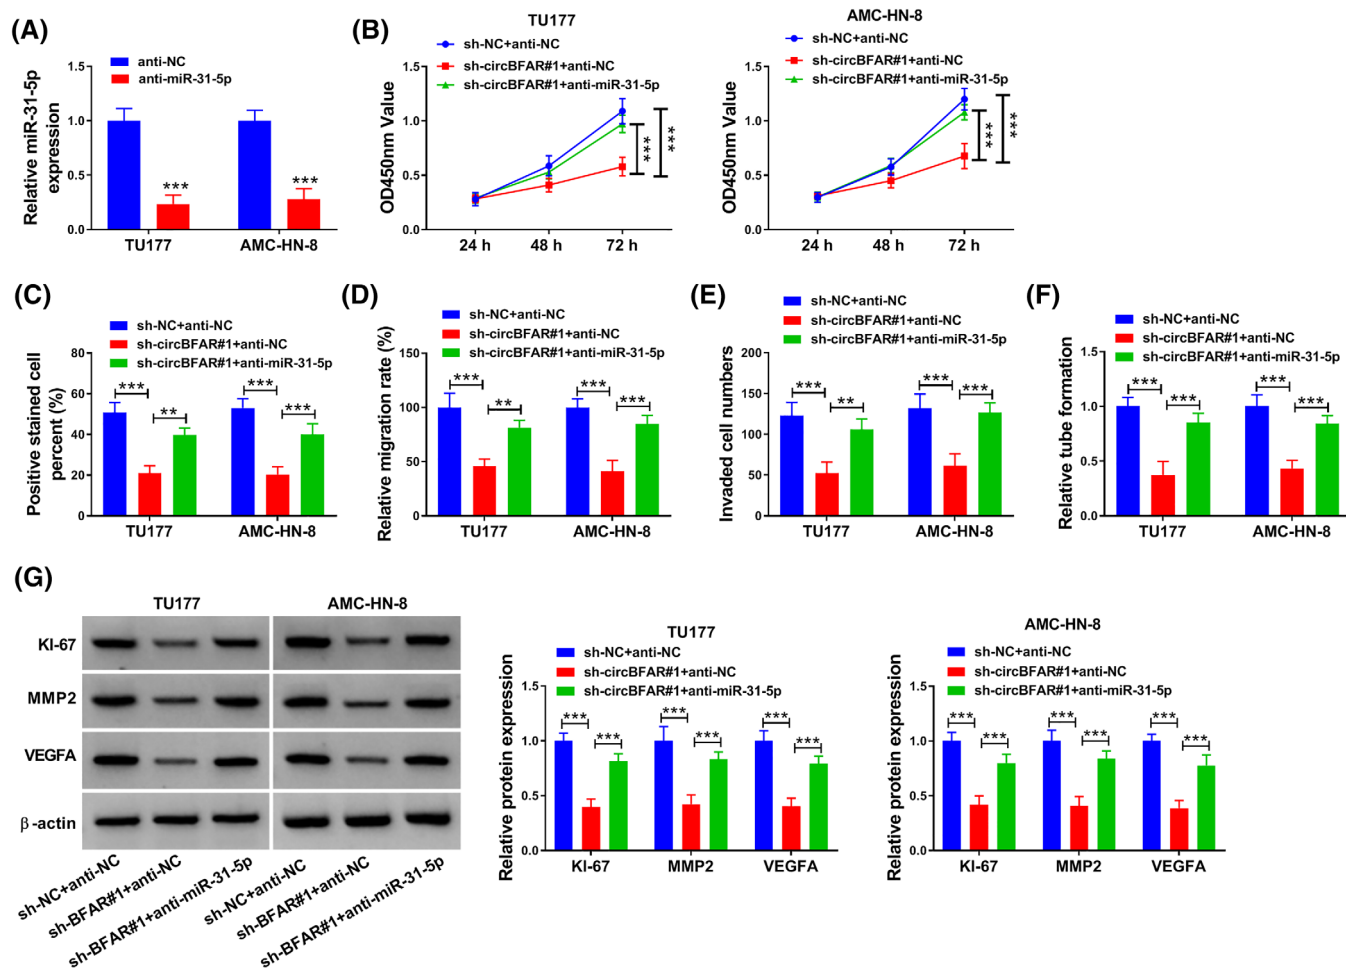 (A)
anti-NC
anti-miR-31-5p
Relative miR-31-5p
expression
1.5
1.0
0.5
0.0
***
***
TU177
AMC-HN-8
(B)
TU177
sh-NC+anti-NC
sh-circBFAR#1+anti-NC
sh-circBFAR#1+anti-miR-31-5p
OD450nm Value
1.5
1.0
0.5
0.0
***
***
24 h
48 h
72 h
AMC-HN-8
sh-NC+anti-NC
sh-circBFAR#1+anti-NC
sh-circBFAR#1+anti-miR-31-5p
OD450nm Value
1.5
1.0
0.5
0.0
***
***
24 h
48 h
72 h
(C)
sh-NC+anti-NC
sh-circBFAR#1+anti-NC
sh-circBFAR#1+anti-miR-31-5p
Positive stained cell
percent (%)
80
60
40
20
0
***
**
***
***
TU177
AMC-HN-8
(D)
sh-NC+anti-NC
sh-circBFAR#1+anti-NC
sh-circBFAR#1+anti-miR-31-5p
Relative migration rate (%)
150
100
50
0
***
**
***
***
TU177
AMC-HN-8
(E)
sh-NC+anti-NC
sh-circBFAR#1+anti-NC
sh-circBFAR#1+anti-miR-31-5p
Invaded cell numbers
200
150
100
50
0
***
**
***
***
TU177
AMC-HN-8
(F)
sh-NC+anti-NC
sh-circBFAR#1+anti-NC
sh-circBFAR#1+anti-miR-31-5p
Relative tube formation
1.5
1.0
0.5
0.0
***
***
***
***
TU177
AMC-HN-8
(G)
TU177
AMC-HN-8
KI-67
MMP2
VEGFA
β-actin
sh-NC+anti-NC
sh-BFAR#1+anti-NC
sh-BFAR#1+anti-miR-31-5p
sh-NC+anti-NC
sh-BFAR#1+anti-NC
sh-BFAR#1+anti-miR-31-5p
TU177
sh-NC+anti-NC
sh-circBFAR#1+anti-NC
sh-circBFAR#1+anti-miR-31-5p
Relative protein expression
1.5
1.0
0.5
0.0
***
***
***
***
***
***
KI-67
MMP2
VEGFA
AMC-HN-8
sh-NC+anti-NC
sh-circBFAR#1+anti-NC
sh-circBFAR#1+anti-miR-31-5p
Relative protein expression
1.5
1.0
0.5
0.0
***
***
***
***
***
***
KI-67
MMP2
VEGFA